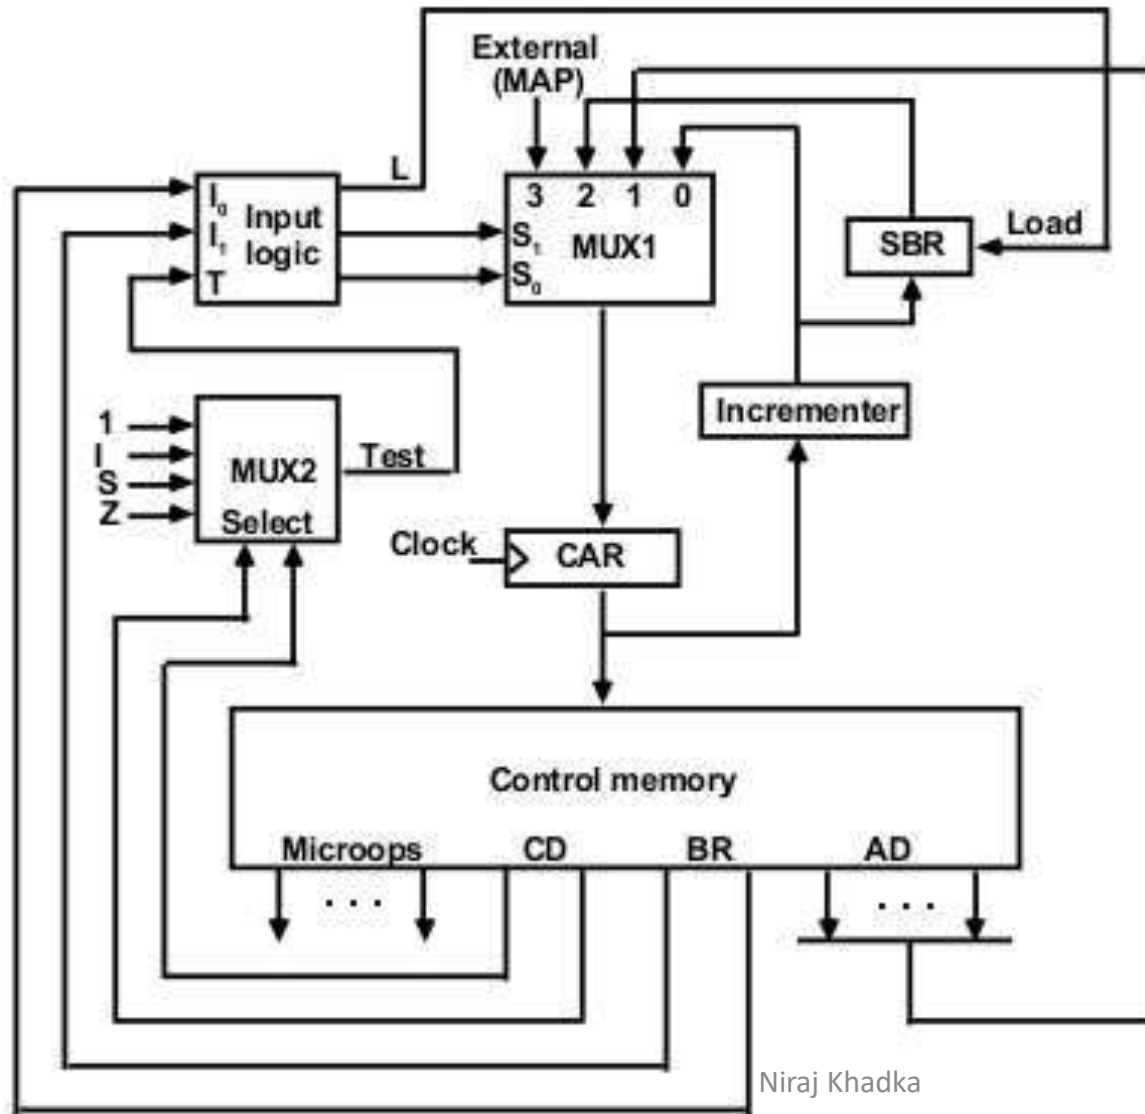 External
(MAP)
L
I₀
Input
I₁
logic
T
3 2 1 0
S₁
MUX1
S₀
SBR
Load
Incrementer
1
I
S
Z
MUX2
Select
Test
Clock
CAR
Control memory
Microops CD BR AD
. . .
. . .
Niraj Khadka